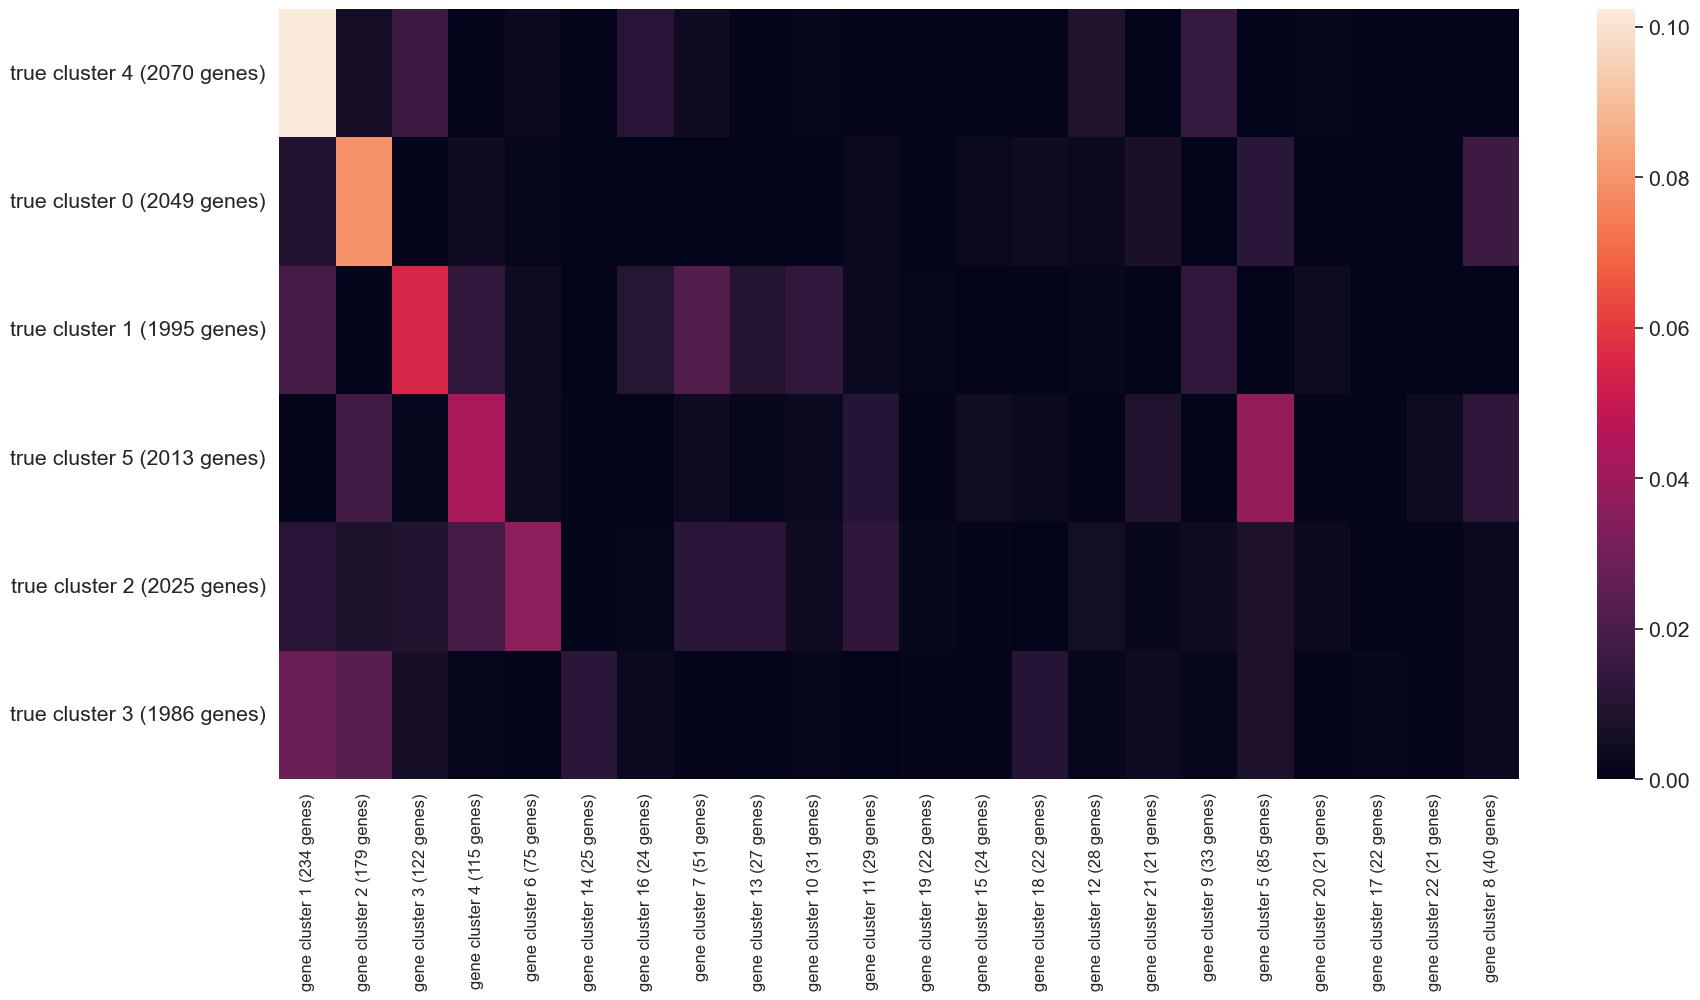 true cluster 4 (2070 genes)
true cluster 0 (2049 genes)
true cluster 1 (1995 genes)
true cluster 5 (2013 genes)
true cluster 2 (2025 genes)
true cluster 3 (1986 genes)
gene cluster 1 (234 genes)
gene cluster 2 (179 genes)
gene cluster 3 (122 genes)
gene cluster 4 (115 genes)
gene cluster 6 (75 genes)
gene cluster 14 (25 genes)
gene cluster 16 (24 genes)
gene cluster 7 (51 genes)
gene cluster 13 (27 genes)
gene cluster 10 (31 genes)
gene cluster 11 (29 genes)
gene cluster 19 (22 genes)
gene cluster 15 (24 genes)
gene cluster 18 (22 genes)
gene cluster 12 (28 genes)
gene cluster 21 (21 genes)
gene cluster 9 (33 genes)
gene cluster 5 (85 genes)
gene cluster 20 (21 genes)
gene cluster 17 (22 genes)
gene cluster 22 (21 genes)
gene cluster 8 (40 genes)
0.10
0.08
0.06
0.04
0.02
0.00